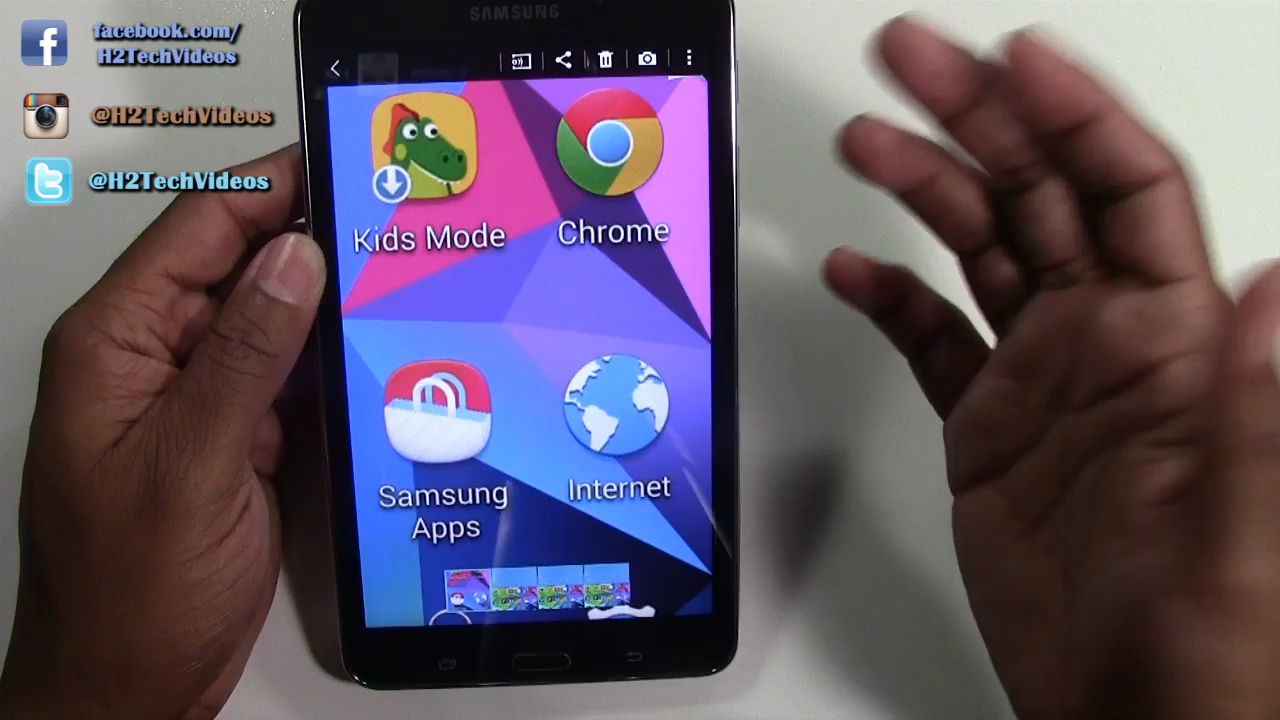 SAMSUNG
facebook.com/
H2TechVideos
@H2TechVideos
@H2TechVideos
Kids Mode
Chrome
Samsung
Apps
Internet